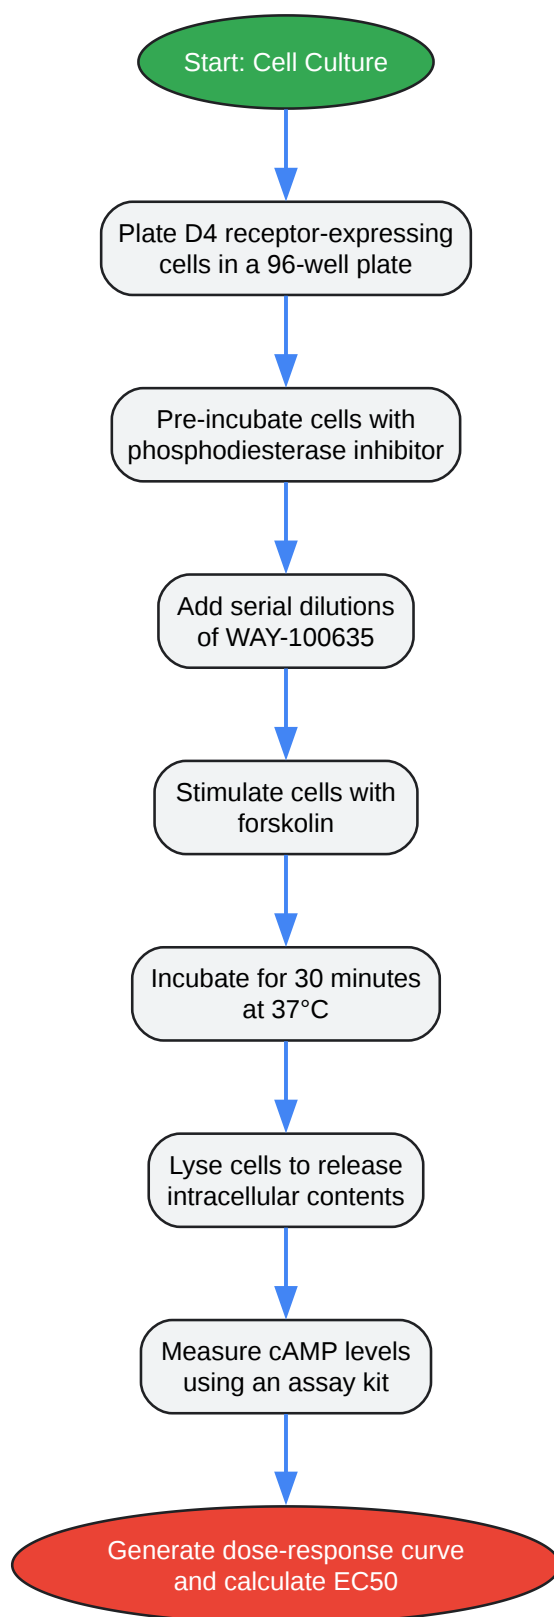 Start: Cell Culture
Plate D4 receptor-expressing
cells in a 96-well plate
Pre-incubate cells with
phosphodiesterase inhibitor
Add serial dilutions
of WAY-100635
Stimulate cells with
forskolin
Incubate for 30 minutes
at 37°C
Lyse cells to release
intracellular contents
Measure cAMP levels
using an assay kit
Generate dose-response curve
and calculate EC50